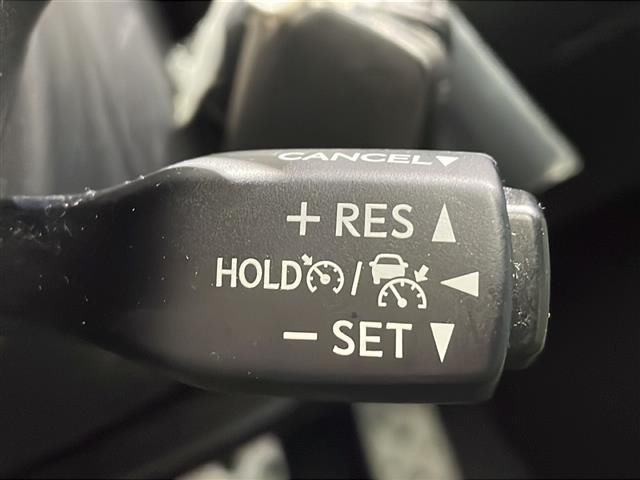 CANCEL ▼
+ RES ▲
HOLD / ◀
− SET ▼